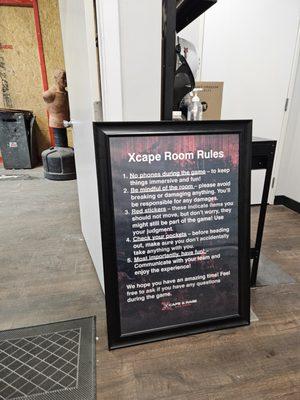 Xcape Room Rules
1. No phones during the game – to keep
things immersive and fun!
2. Be mindful of the room – please avoid
breaking or damaging anything. You'll
be responsible for any damages.
3. Red stickers – these indicate items you
should not move, but don't worry, they
might still be part of the game! Use
your judgment.
4. Check your pockets – before heading
out, make sure you don't accidentally
take anything with you.
5. Most importantly, have fun! –
Communicate with your team and
enjoy the experience!
We hope you have an amazing time! Feel
free to ask if you have any questions
during the game.
XCAPE & RAGE